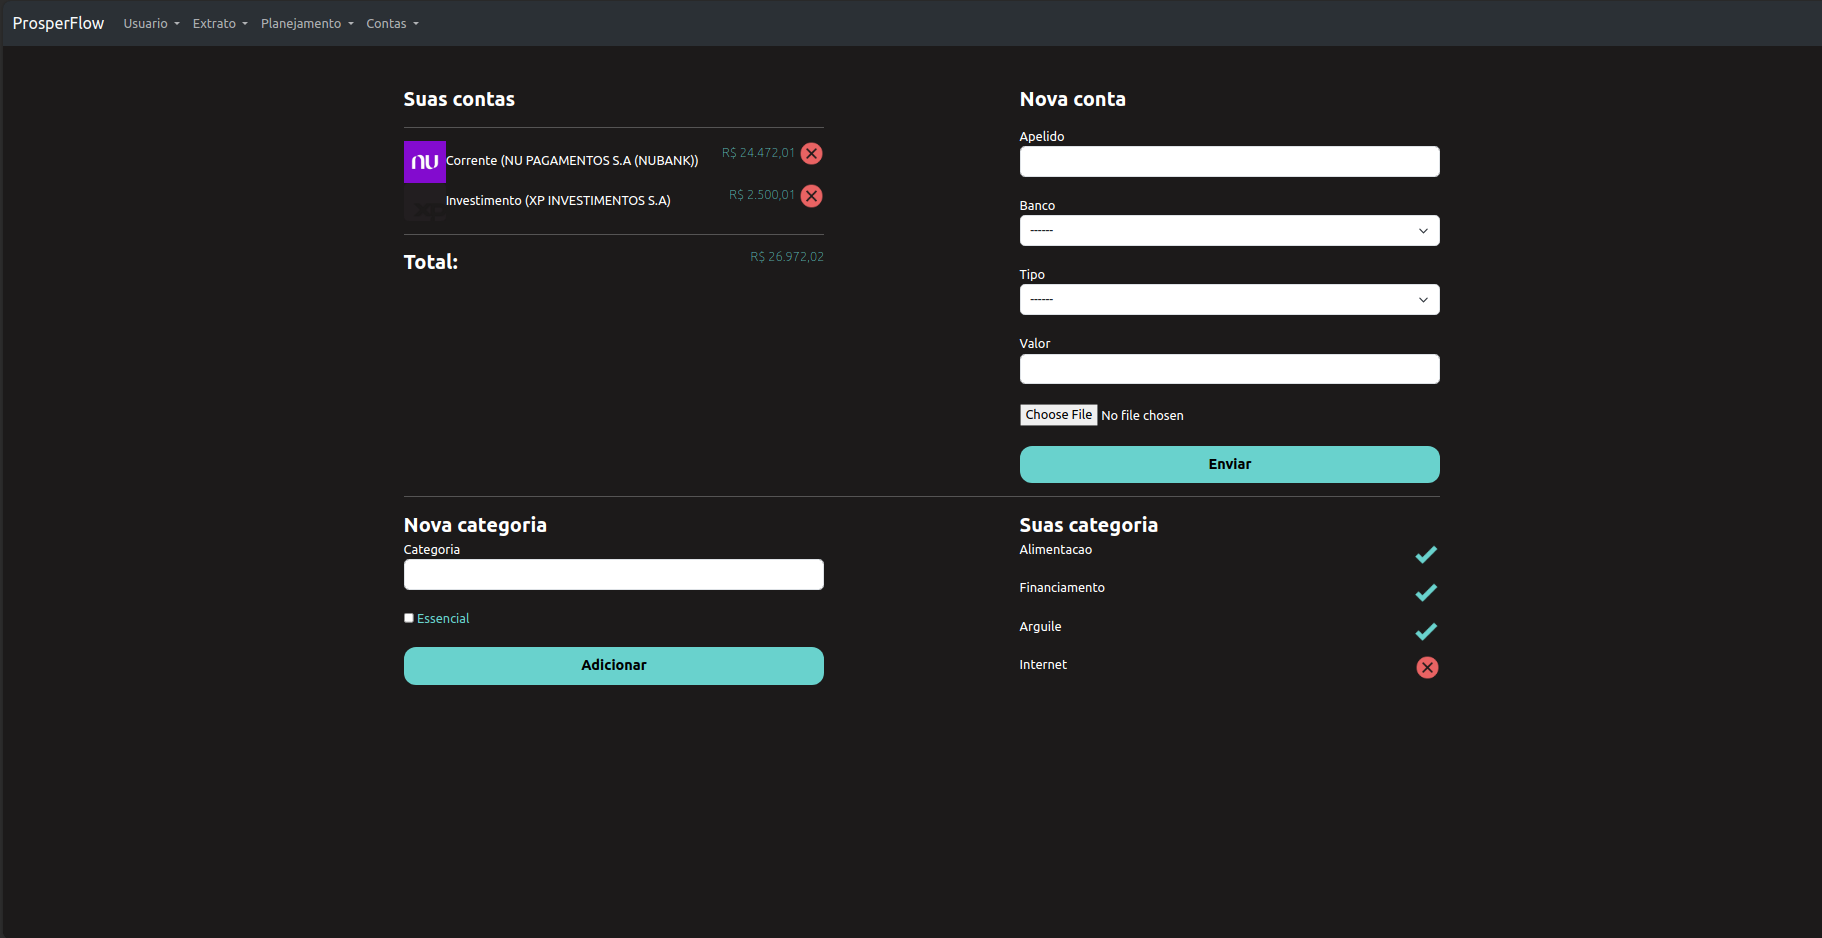 ProsperFlow Usuario Extrato Planejamento Contas
Suas contas
nu Corrente (NU PAGAMENTOS S.A (NUBANK)) R$ 24.472,01
xp Investimento (XP INVESTIMENTOS S.A) R$ 2.500,01
Total: R$ 26.972,02
Nova conta
Apelido
Banco
------
Tipo
------
Valor
Choose File No file chosen
Enviar
Nova categoria
Categoria
Essencial
Adicionar
Suas categoria
Alimentacao
Financiamento
Arguile
Internet